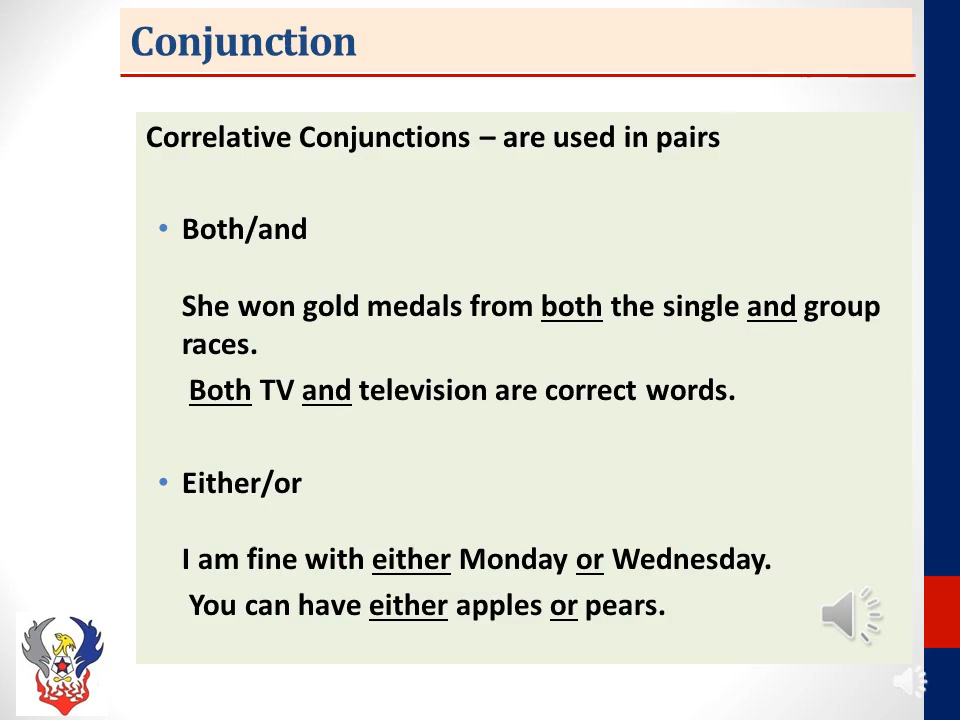 Conjunction
Correlative Conjunctions – are used in pairs
• Both/and
She won gold medals from both the single and group
races.
Both TV and television are correct words.
• Either/or
I am fine with either Monday or Wednesday.
You can have either apples or pears.